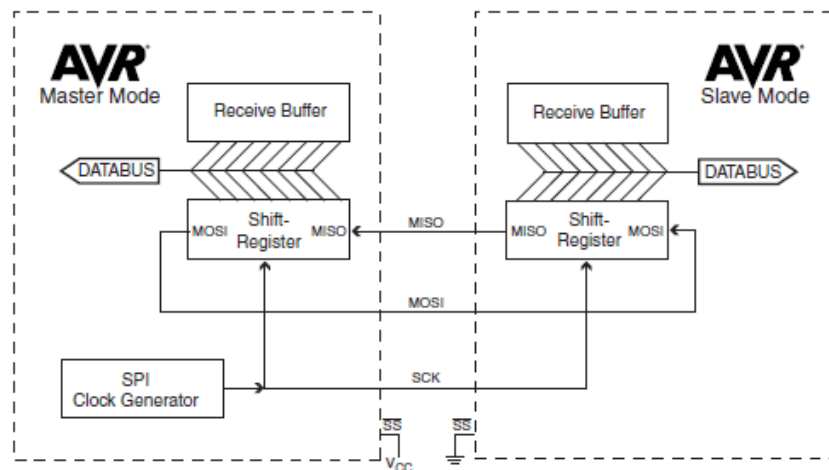 AVR®
Master Mode
Receive Buffer
DATABUS
Shift-
Register
MOSI
MISO
SPI
Clock Generator
MISO
MOSI
SCK
SS
VCC
SS
AVR®
Slave Mode
Receive Buffer
DATABUS
Shift-
Register
MISO
MOSI